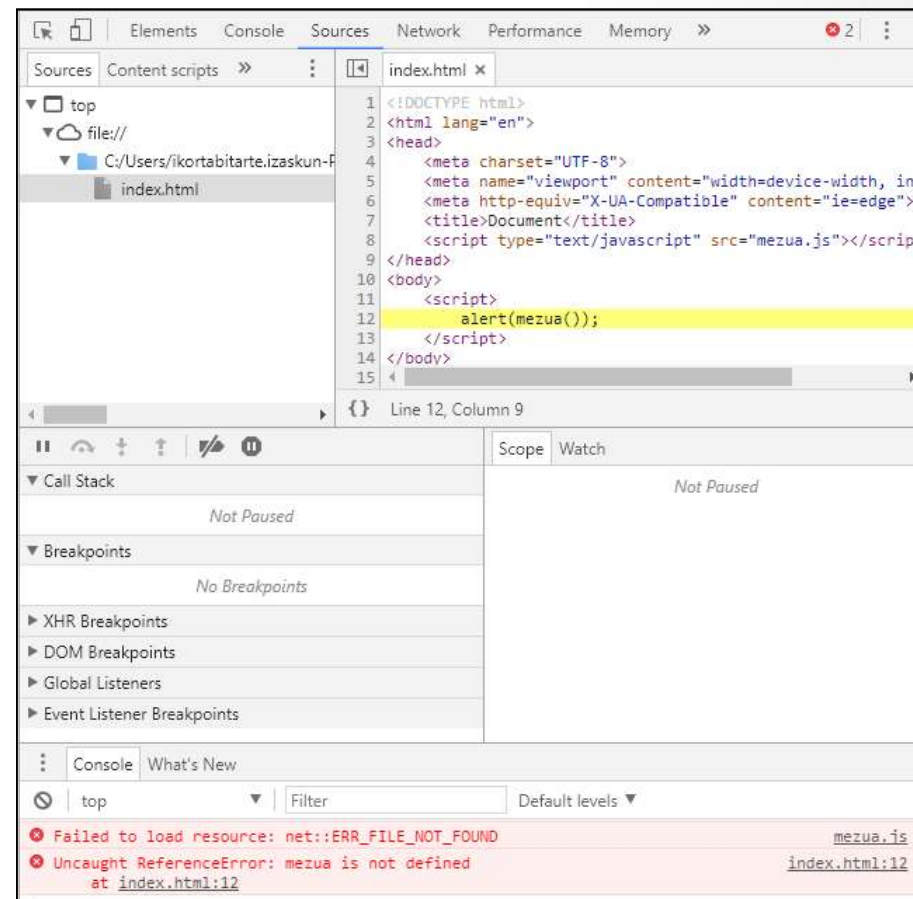 Elements Console Sources Network Performance Memory » 2
Sources Content scripts »
index.html ×
top
file://
C:/Users/ikortabitarte.izaskun-P
index.html
1 <!DOCTYPE html>
2 <html lang="en">
3 <head>
4 <meta charset="UTF-8">
5 <meta name="viewport" content="width=device-width, in
6 <meta http-equiv="X-UA-Compatible" content="ie=edge">
7 <title>Document</title>
8 <script type="text/javascript" src="mezua.js"></scrip
9 </head>
10 <body>
11 <script>
12 alert(mezua());
13 </script>
14 </body>
15
{} Line 12, Column 9
Scope Watch
Not Paused
Call Stack
Not Paused
Breakpoints
No Breakpoints
XHR Breakpoints
DOM Breakpoints
Global Listeners
Event Listener Breakpoints
Console What's New
top Filter Default levels
Failed to load resource: net::ERR_FILE_NOT_FOUND mezua.js
Uncaught ReferenceError: mezua is not defined index.html:12
at index.html:12